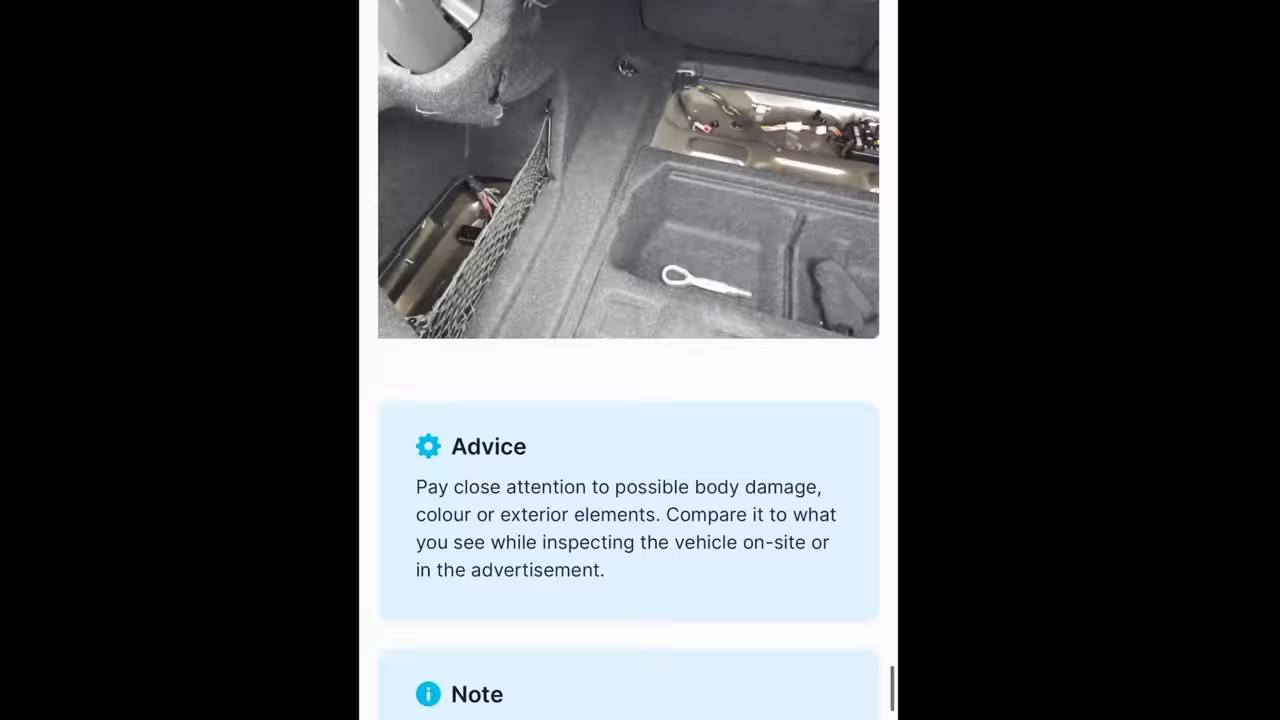 Advice
Pay close attention to possible body damage,
colour or exterior elements. Compare it to what
you see while inspecting the vehicle on-site or
in the advertisement.
Note